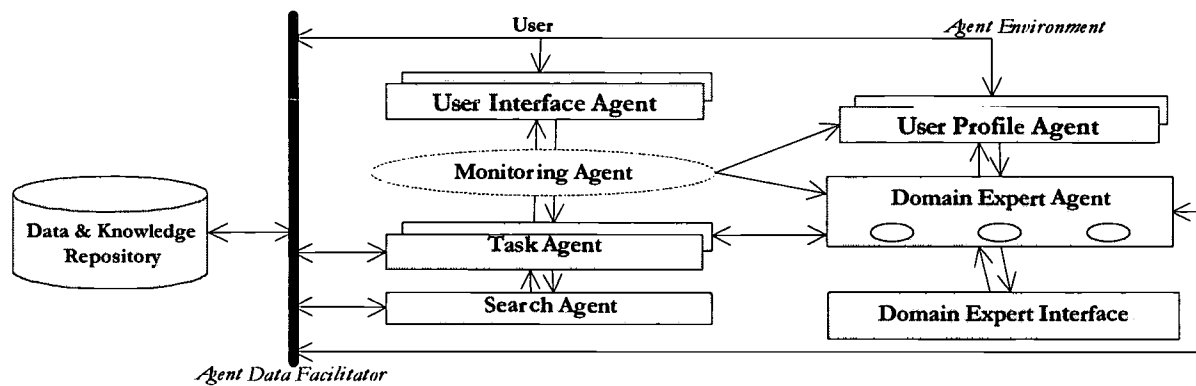 User
Agent Environment
User Interface Agent
User Profile Agent
Monitoring Agent
Domain Expert Agent
Data & Knowledge
Repository
Task Agent
Search Agent
Domain Expert Interface
Agent Data Facilitator